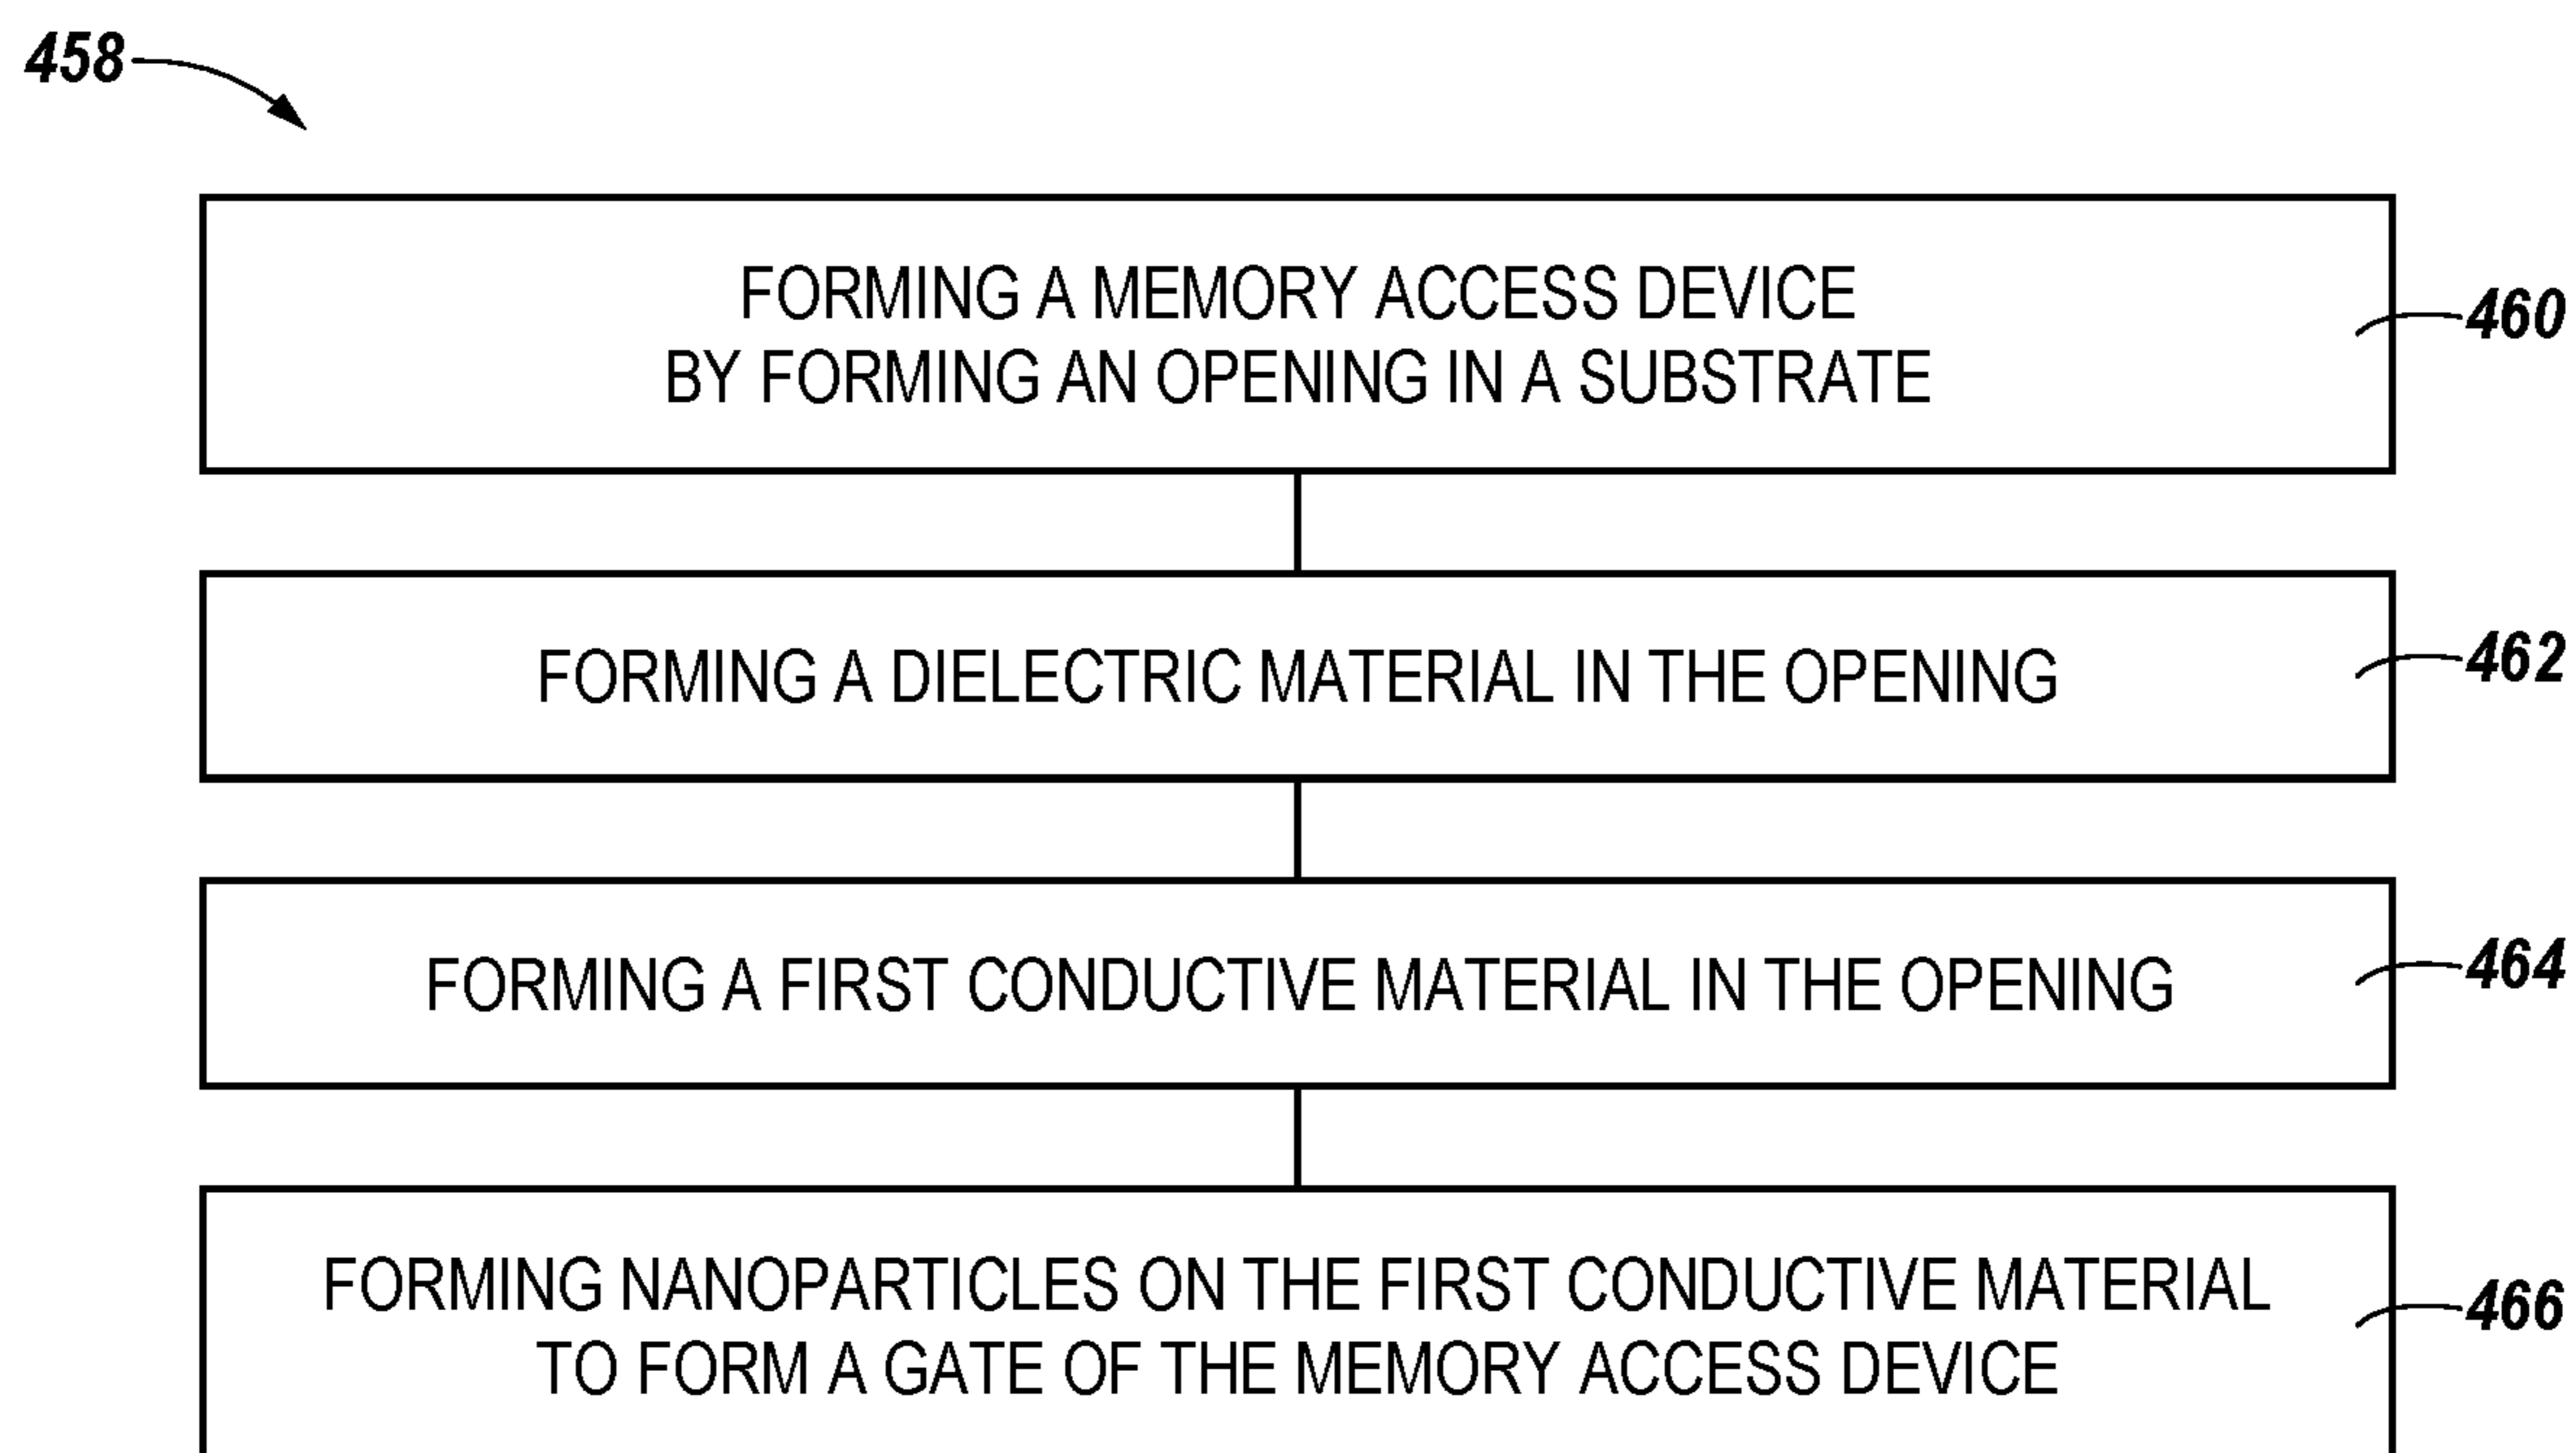 458
FORMING A MEMORY ACCESS DEVICE
BY FORMING AN OPENING IN A SUBSTRATE
460
FORMING A DIELECTRIC MATERIAL IN THE OPENING
462
FORMING A FIRST CONDUCTIVE MATERIAL IN THE OPENING
464
FORMING NANOPARTICLES ON THE FIRST CONDUCTIVE MATERIAL
TO FORM A GATE OF THE MEMORY ACCESS DEVICE
466